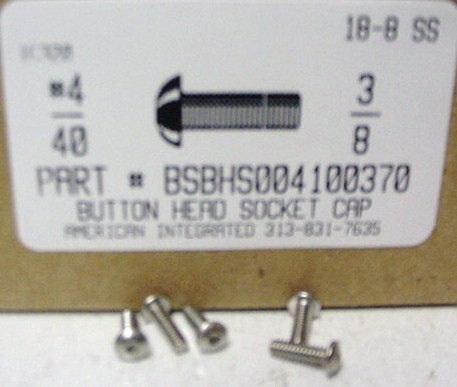 18-8 SS
#4
40
3
8
PART # BSBHS004100370
BUTTON HEAD SOCKET CAP
AMERICAN INTEGRATED 313-831-7635